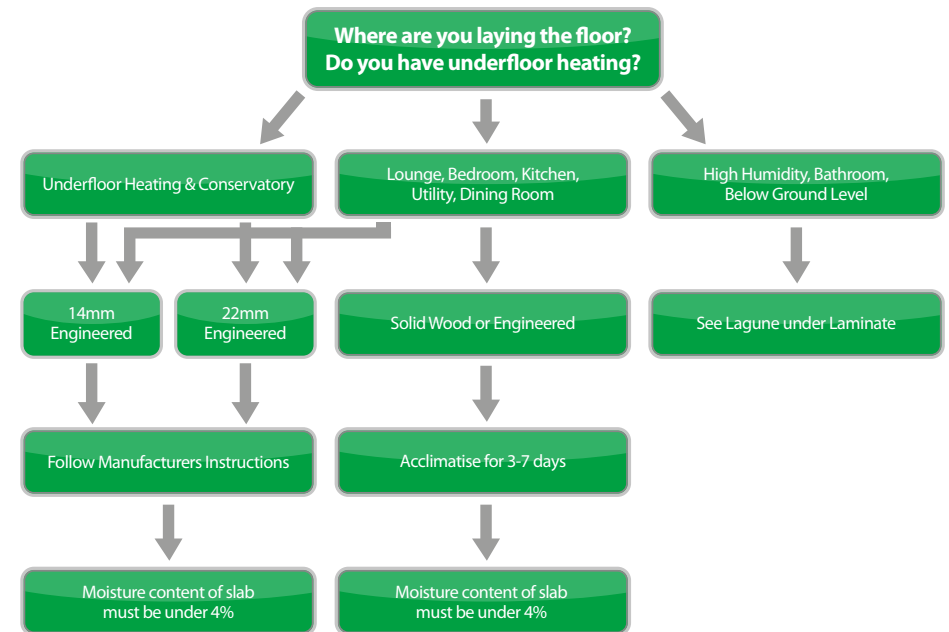 Where are you laying the floor?
Do you have underfloor heating?
Underfloor Heating & Conservatory
Lounge, Bedroom, Kitchen,
Utility, Dining Room
High Humidity, Bathroom,
Below Ground Level
14mm
Engineered
22mm
Engineered
Solid Wood or Engineered
See Lagune under Laminate
Follow Manufacturers Instructions
Acclimatise for 3-7 days
Moisture content of slab
must be under 4%
Moisture content of slab
must be under 4%